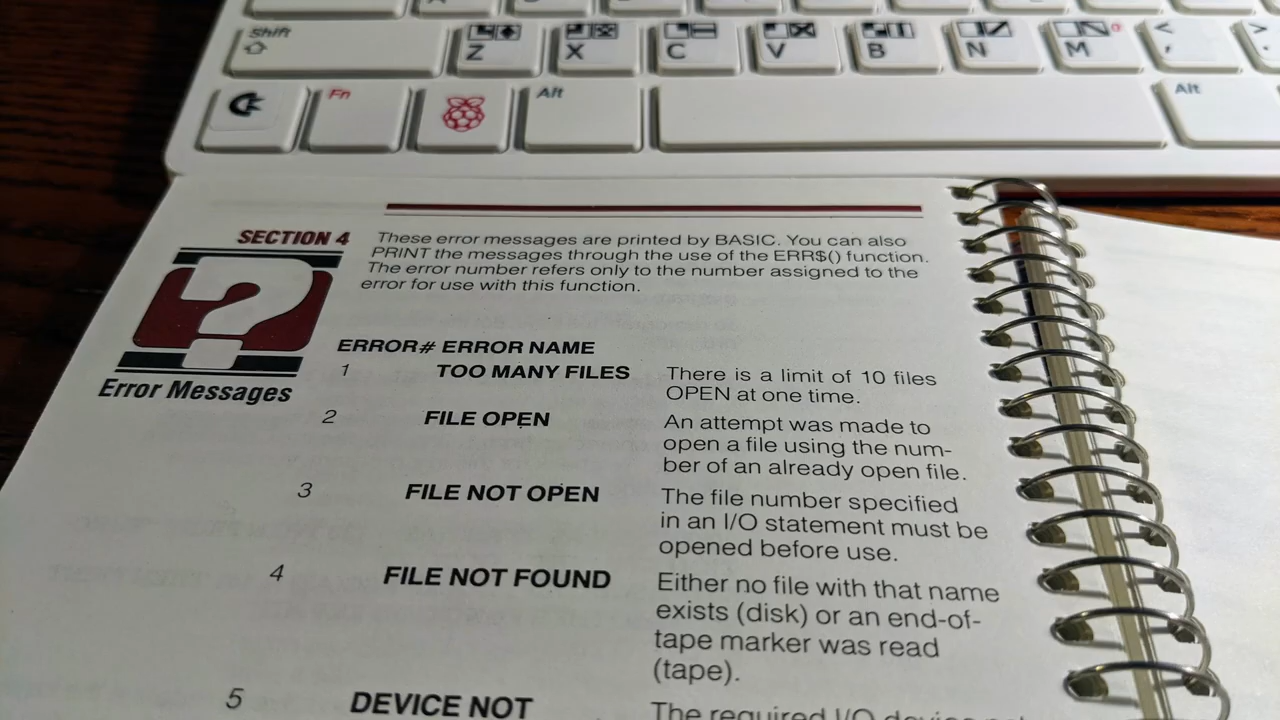 Shift
Z X C V B N M < , > .
Fn Alt Alt
SECTION 4
Error Messages
These error messages are printed by BASIC. You can also
PRINT the messages through the use of the ERR$() function.
The error number refers only to the number assigned to the
error for use with this function.
ERROR# ERROR NAME
1 TOO MANY FILES There is a limit of 10 files
OPEN at one time.
2 FILE OPEN An attempt was made to
open a file using the num-
ber of an already open file.
3 FILE NOT OPEN The file number specified
in an I/O statement must be
opened before use.
4 FILE NOT FOUND Either no file with that name
exists (disk) or an end-of-
tape marker was read
(tape).
5 DEVICE NOT The required I/O device not